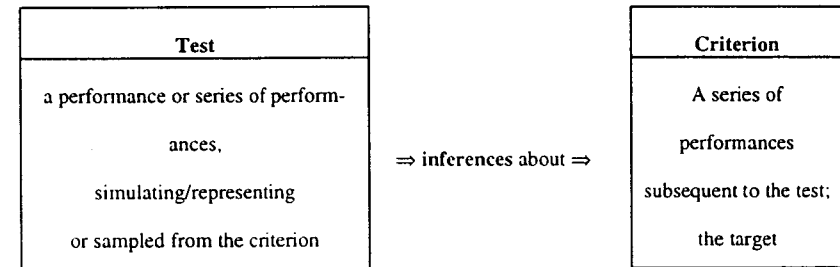 Test
a performance or series of perform-
ances,
simulating/representing
or sampled from the criterion
⇒ inferences about ⇒
Criterion
A series of
performances
subsequent to the test;
the target